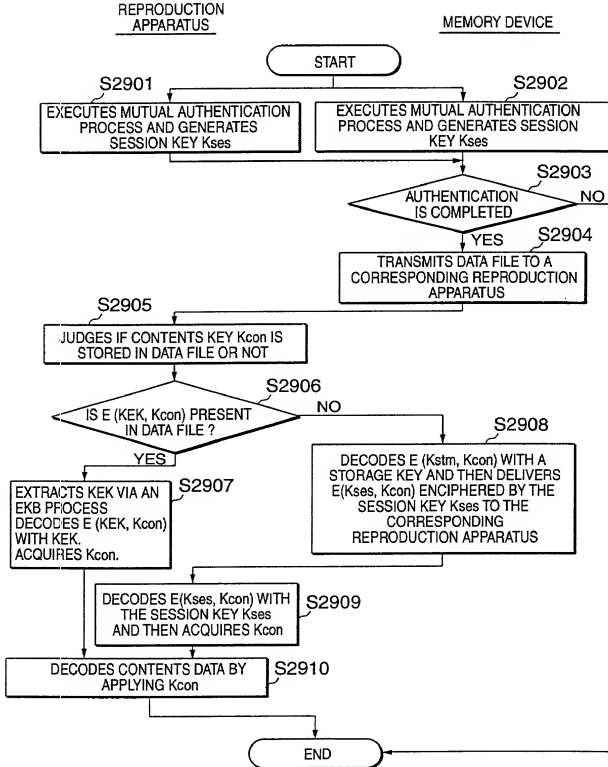 REPRODUCTION
APPARATUS
MEMORY DEVICE
START
S2901
EXECUTES MUTUAL AUTHENTICATION
PROCESS AND GENERATES
SESSION KEY Kses
S2902
EXECUTES MUTUAL AUTHENTICATION
PROCESS AND GENERATES SESSION
KEY Kses
S2903
AUTHENTICATION
IS COMPLETED
NO
YES
S2904
TRANSMITS DATA FILE TO A
CORRESPONDING REPRODUCTION
APPARATUS
S2905
JUDGES IF CONTENTS KEY Kcon IS
STORED IN DATA FILE OR NOT
S2906
IS E (KEK, Kcon) PRESENT
IN DATA FILE ?
NO
YES
S2907
EXTRACTS KEK VIA AN
EKB PROCESS
DECODES E (KEK, Kcon)
WITH KEK.
ACQUIRES Kcon.
S2908
DECODES E (Kstm, Kcon) WITH A
STORAGE KEY AND THEN DELIVERS
E(Kses, Kcon) ENCIPHERED BY THE
SESSION KEY Kses TO THE
CORRESPONDING
REPRODUCTION APPARATUS
S2909
DECODES E(Kses, Kcon) WITH
THE SESSION KEY Kses
AND THEN ACQUIRES Kcon
S2910
DECODES CONTENTS DATA BY
APPLYING Kcon
END